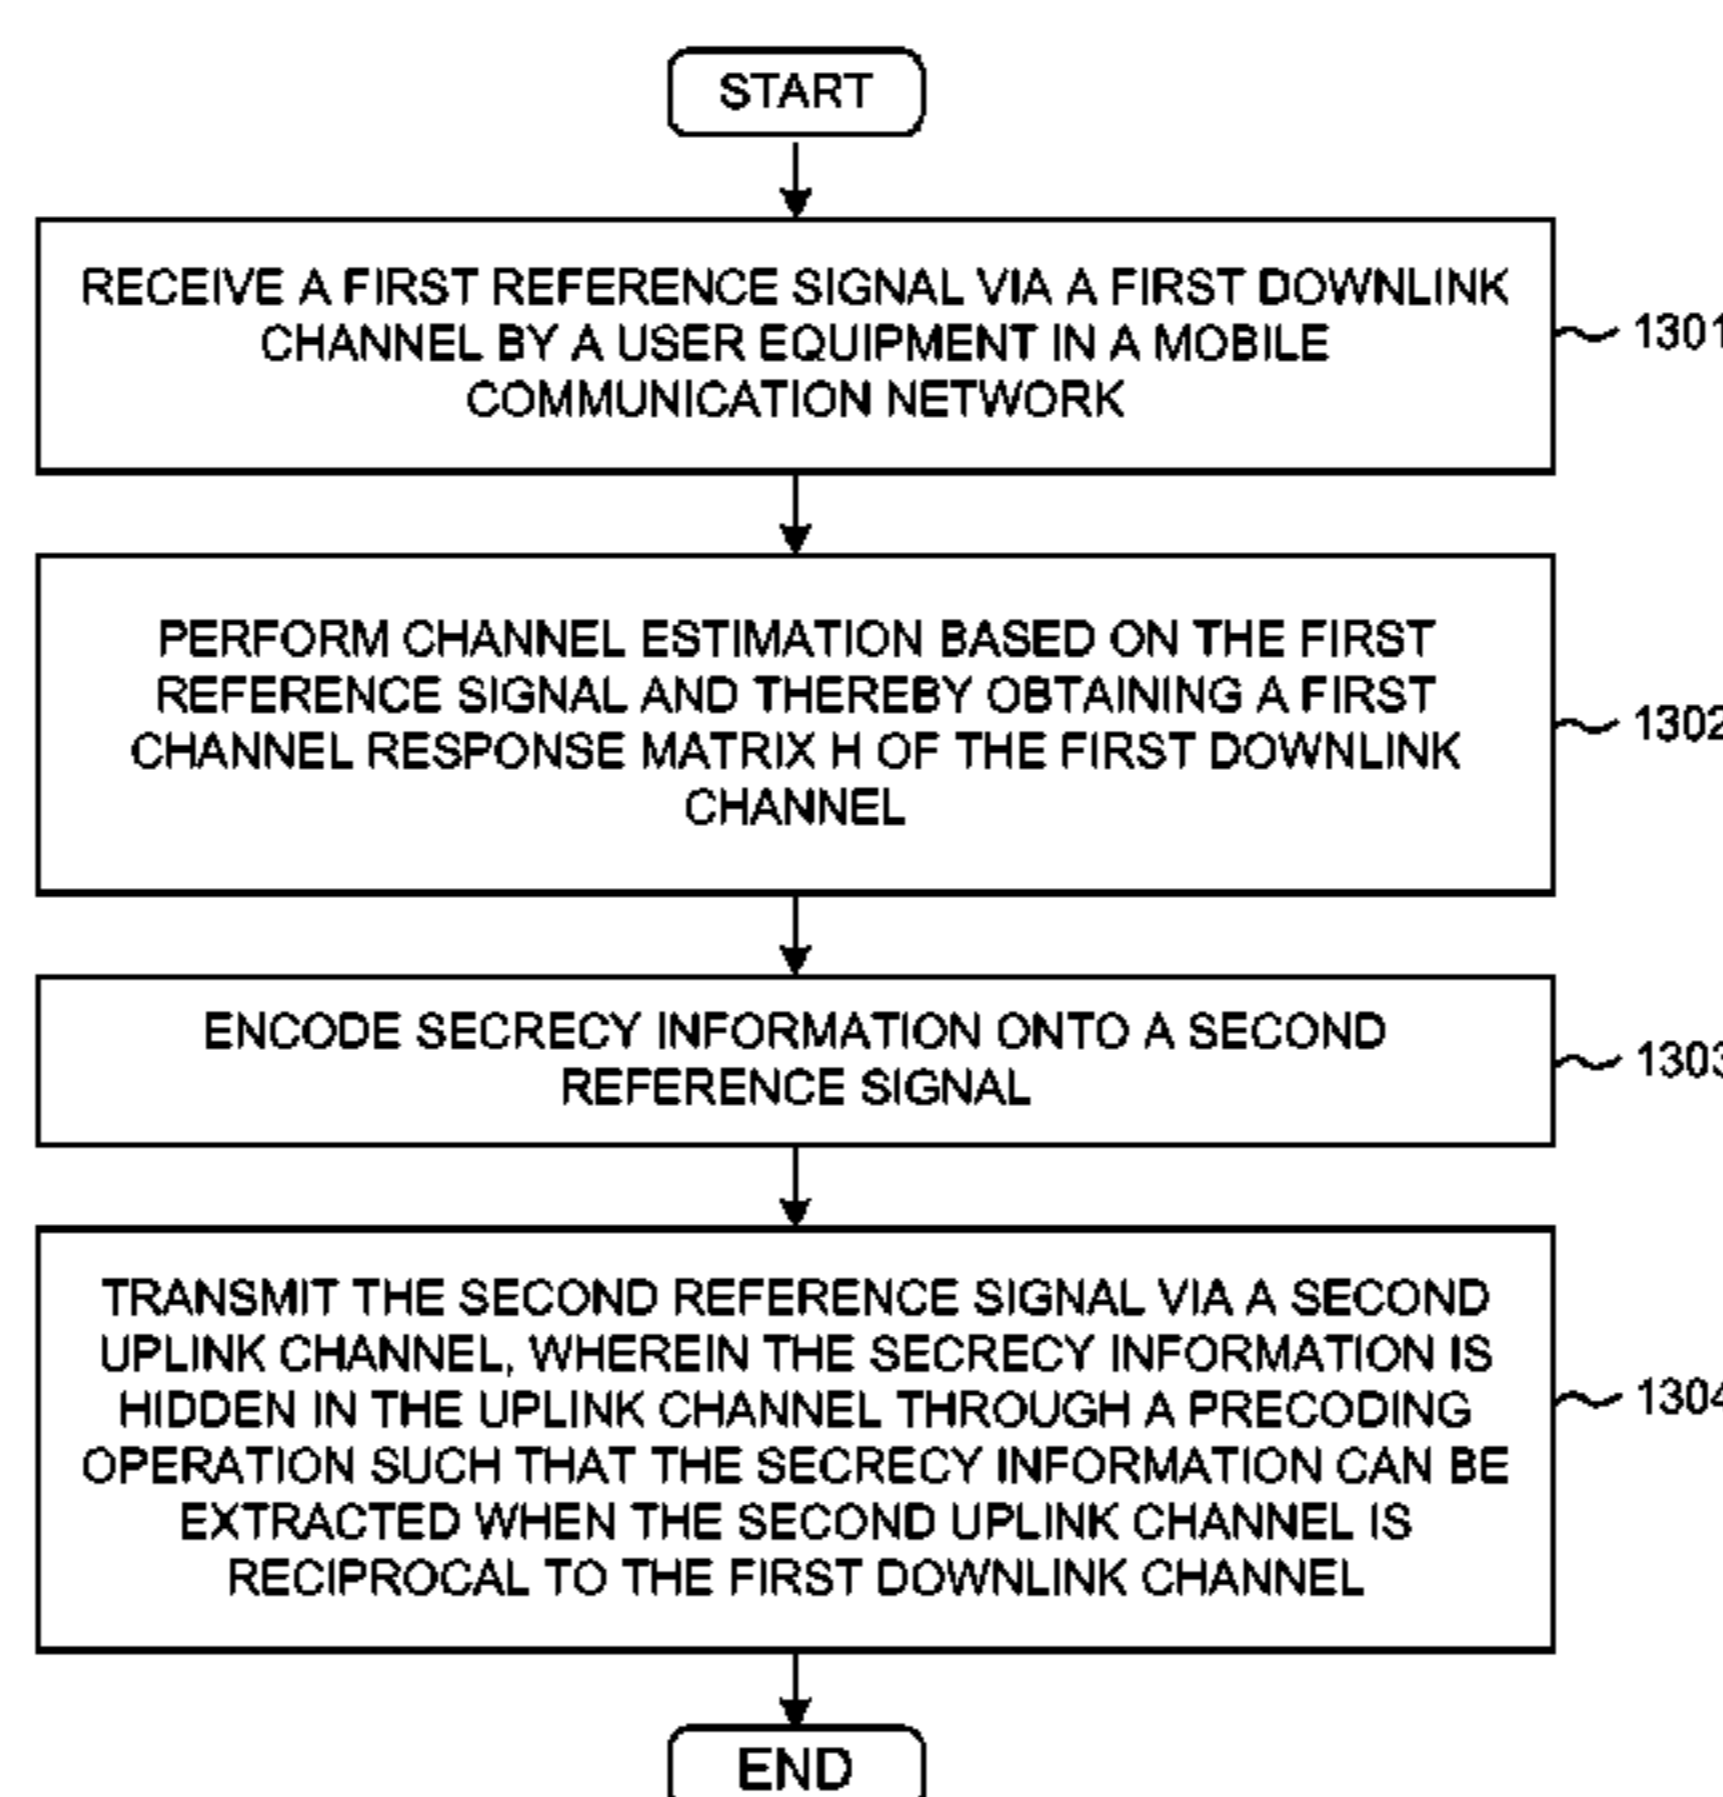 START
RECEIVE A FIRST REFERENCE SIGNAL VIA A FIRST DOWNLINK
CHANNEL BY A USER EQUIPMENT IN A MOBILE
COMMUNICATION NETWORK
1301
PERFORM CHANNEL ESTIMATION BASED ON THE FIRST
REFERENCE SIGNAL AND THEREBY OBTAINING A FIRST
CHANNEL RESPONSE MATRIX H OF THE FIRST DOWNLINK
CHANNEL
1302
ENCODE SECRECY INFORMATION ONTO A SECOND
REFERENCE SIGNAL
1303
TRANSMIT THE SECOND REFERENCE SIGNAL VIA A SECOND
UPLINK CHANNEL, WHEREIN THE SECRECY INFORMATION IS
HIDDEN IN THE UPLINK CHANNEL THROUGH A PRECODING
OPERATION SUCH THAT THE SECRECY INFORMATION CAN BE
EXTRACTED WHEN THE SECOND UPLINK CHANNEL IS
RECIPROCAL TO THE FIRST DOWNLINK CHANNEL
1304
END